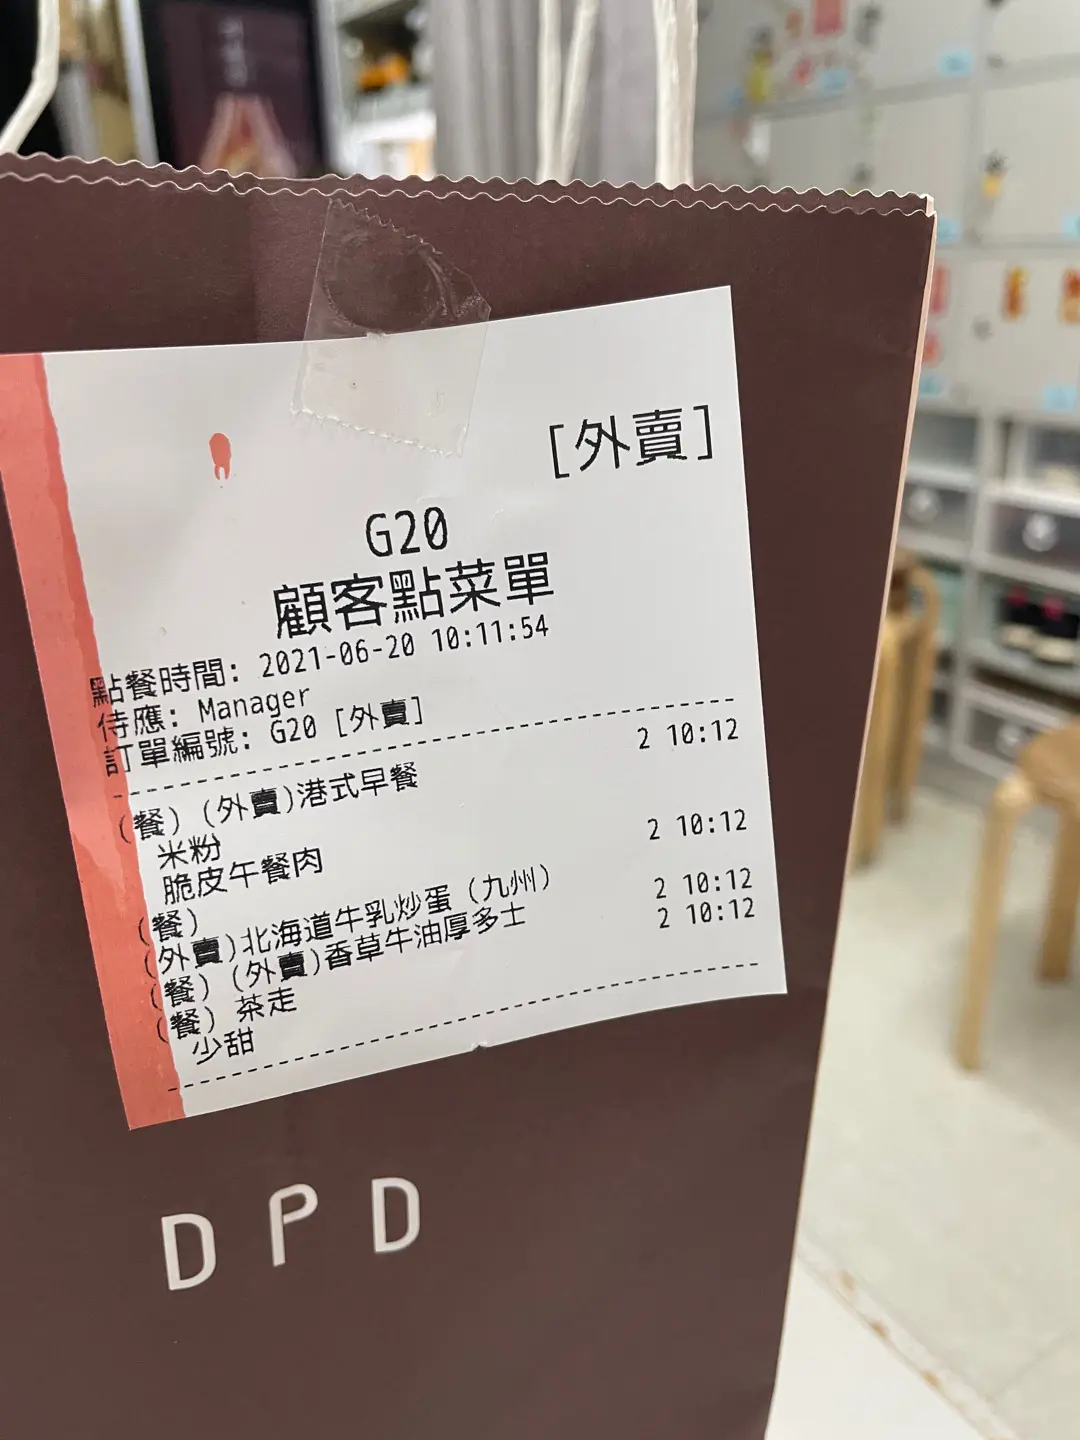 [外賣]
G20
顧客點菜單
點餐時間: 2021-06-20 10:11:54
侍應: Manager
訂單編號: G20 [外賣]
(餐) (外賣)港式早餐 2 10:12
米粉
脆皮午餐肉
(餐) 2 10:12
(外賣)北海道牛乳炒蛋 (九州)
(餐) (外賣)香草牛油厚多士 2 10:12
(餐) 茶走 2 10:12
少甜
DPD